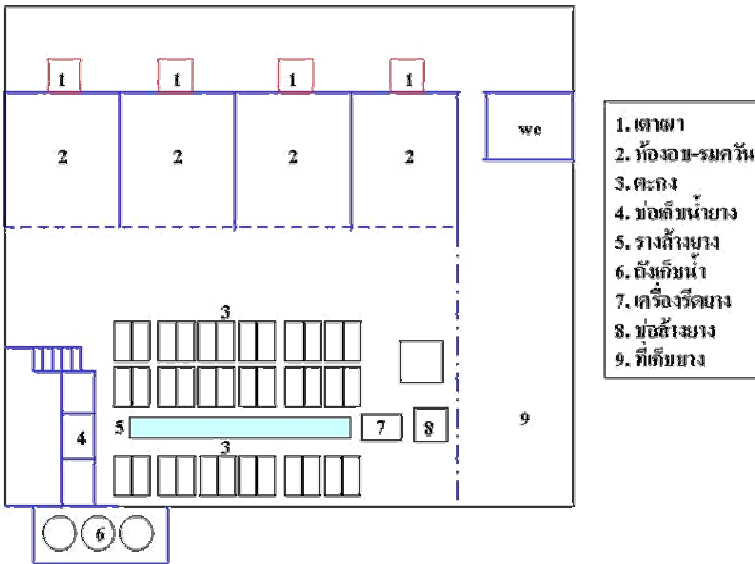 1 1 1 1
wc
2 2 2 2
3
4
5
7
8
9
3
6
1. เตาเผา
2. ห้องอบ-รมควัน
3. ตะกง
4. บ่อเก็บน้ำยาง
5. รางล้างยาง
6. ถังเก็บน้ำ
7. เครื่องรีดยาง
8. บ่อล้างยาง
9. ที่เก็บยาง